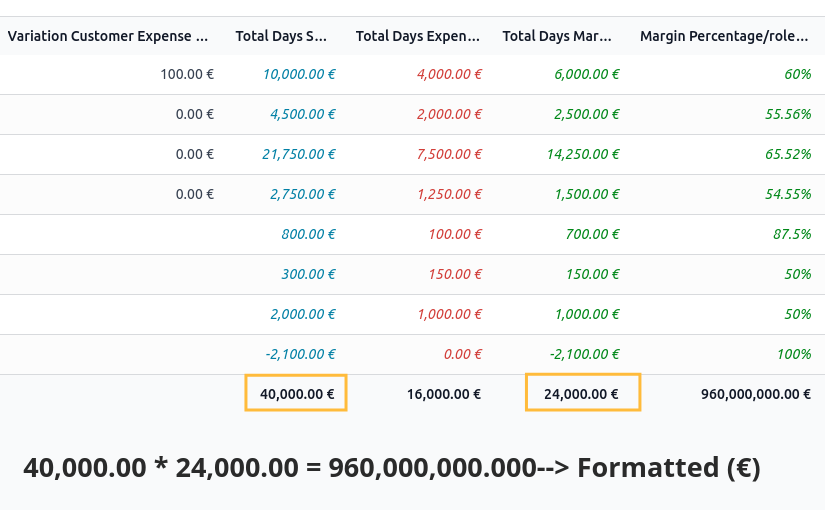 Variation Customer Expense ... Total Days S... Total Days Expen... Total Days Mar... Margin Percentage/role...
100.00 € 10,000.00 € 4,000.00 € 6,000.00 € 60%
0.00 € 4,500.00 € 2,000.00 € 2,500.00 € 55.56%
0.00 € 21,750.00 € 7,500.00 € 14,250.00 € 65.52%
0.00 € 2,750.00 € 1,250.00 € 1,500.00 € 54.55%
800.00 € 100.00 € 700.00 € 87.5%
300.00 € 150.00 € 150.00 € 50%
2,000.00 € 1,000.00 € 1,000.00 € 50%
-2,100.00 € 0.00 € -2,100.00 € 100%
40,000.00 € 16,000.00 € 24,000.00 € 960,000,000.00 €
40,000.00 * 24,000.00 = 960,000,000.000--> Formatted (€)